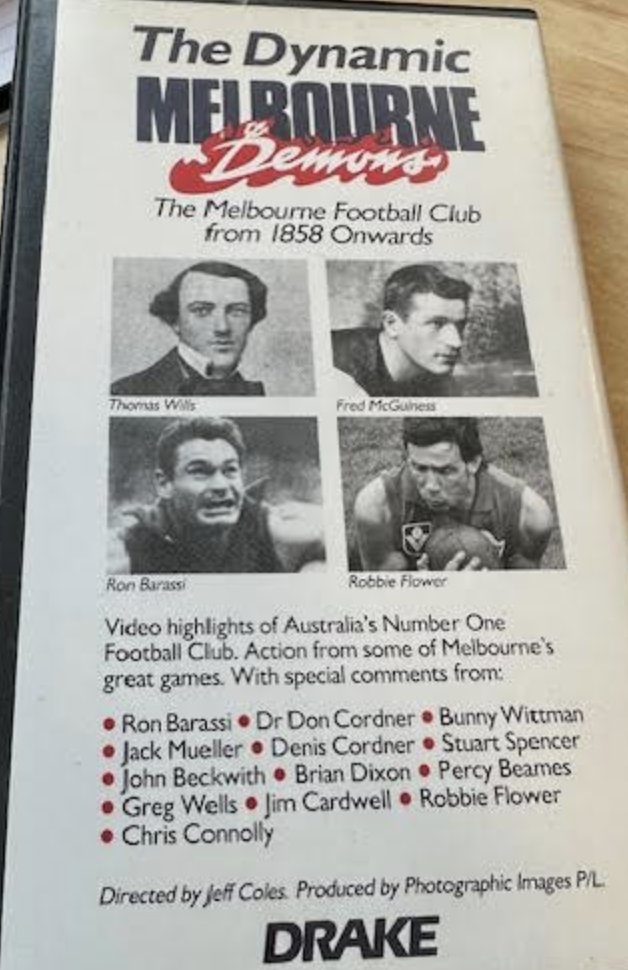 The Dynamic
MELBOURNE
Demons
The Melbourne Football Club
from 1858 Onwards
Thomas Wills
Fred McGuiness
Ron Barassi
Robbie Flower
Video highlights of Australia's Number One
Football Club. Action from some of Melbourne's
great games. With special comments from:
• Ron Barassi • Dr Don Cordner • Bunny Wittman
• Jack Mueller • Denis Cordner • Stuart Spencer
• John Beckwith • Brian Dixon • Percy Beames
• Greg Wells • Jim Cardwell • Robbie Flower
• Chris Connolly
Directed by Jeff Coles. Produced by Photographic Images P/L.
DRAKE